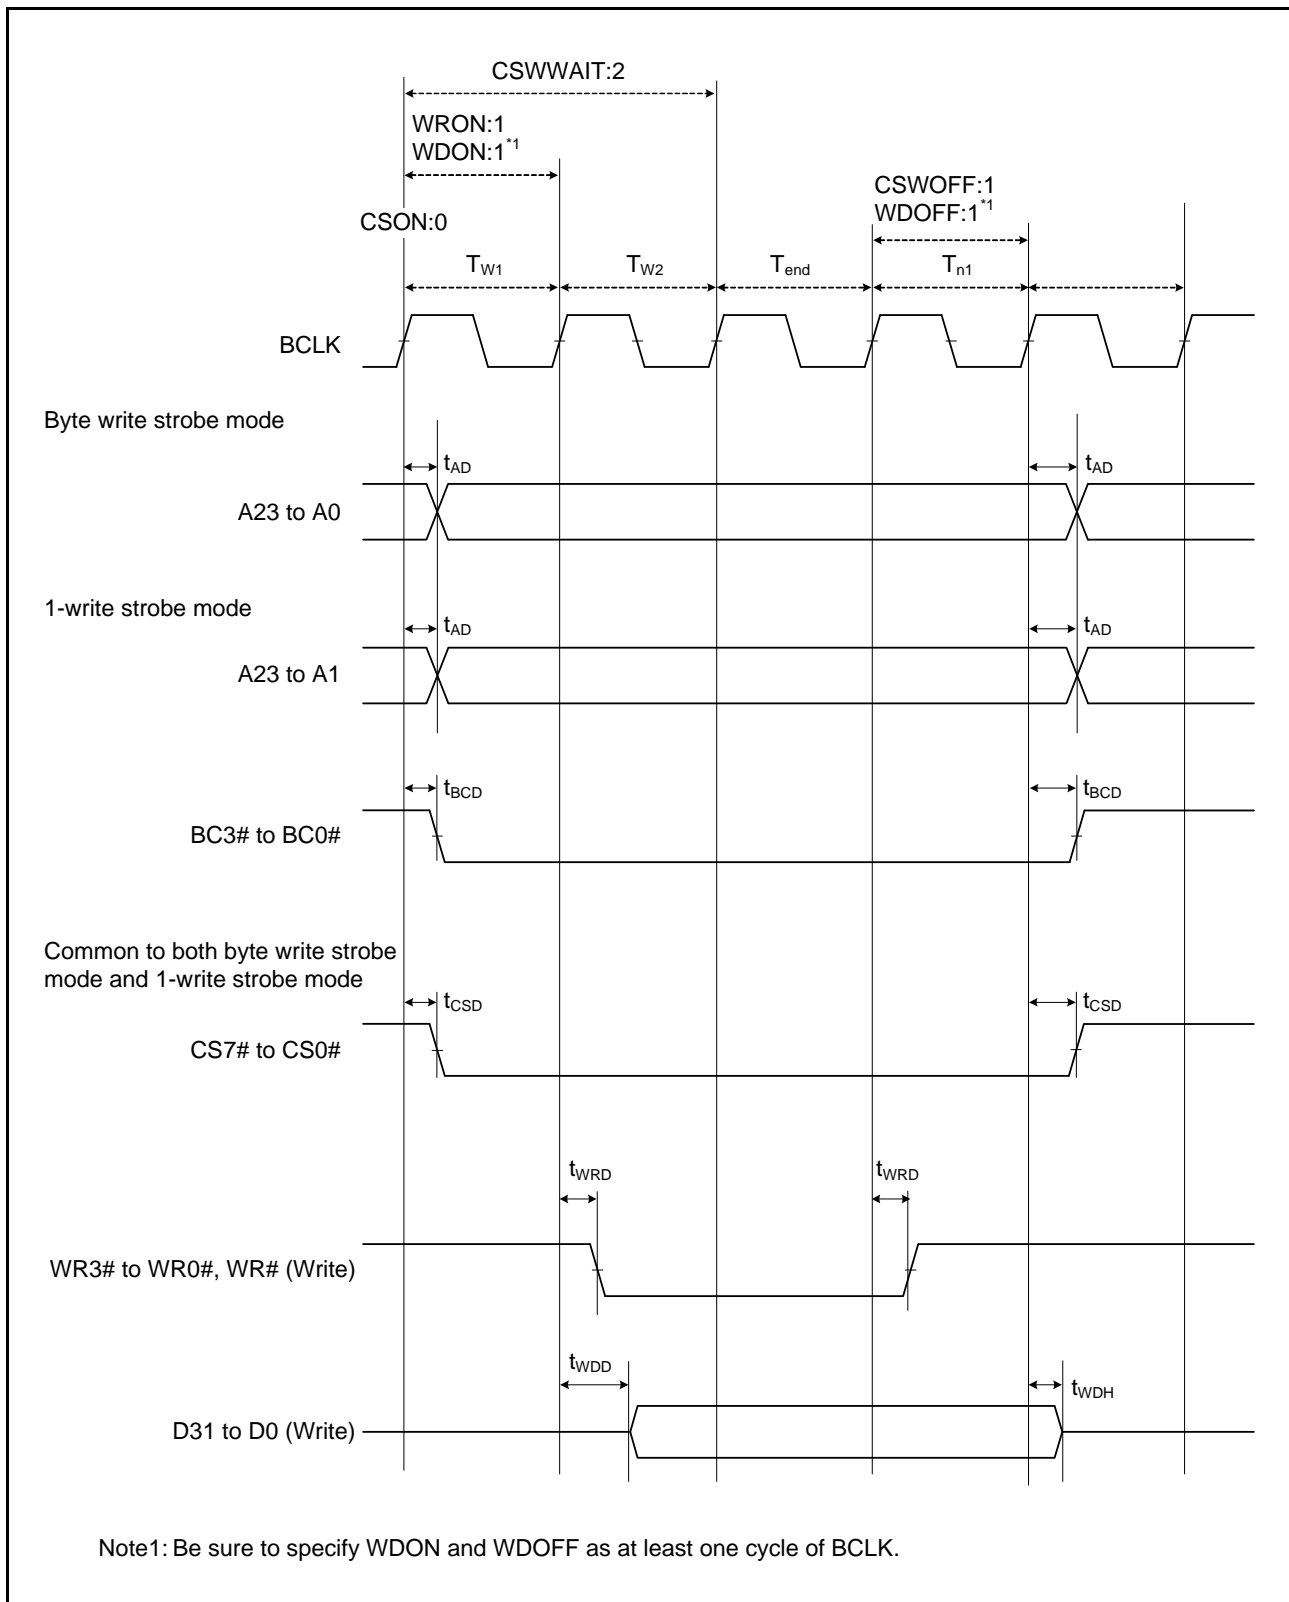 CSWWAIT:2
WRON:1
WDON:1*1
CSON:0
CSWOFF:1
WDOFF:1*1
TW1 TW2 Tend Tn1
BCLK
Byte write strobe mode
tAD tAD
A23 to A0
1-write strobe mode
tAD tAD
A23 to A1
tBCD tBCD
BC3# to BC0#
Common to both byte write strobe
mode and 1-write strobe mode
tCSD tCSD
CS7# to CS0#
tWRD tWRD
WR3# to WR0#, WR# (Write)
tWDD tWDH
D31 to D0 (Write)
Note1: Be sure to specify WDON and WDOFF as at least one cycle of BCLK.